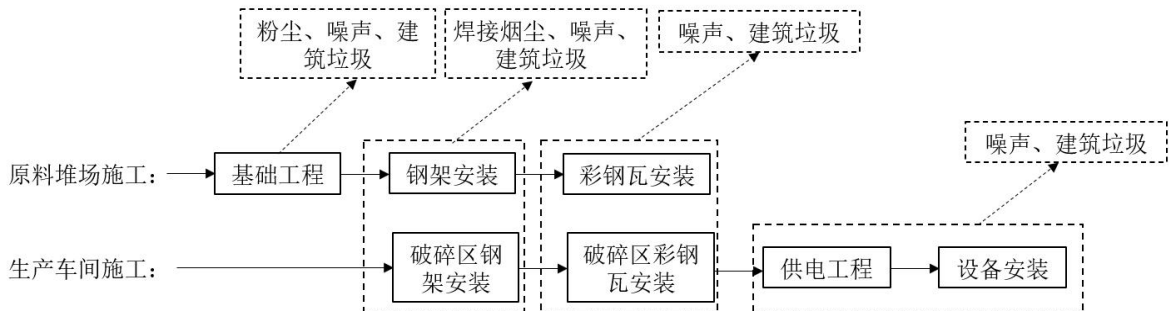 粉尘、噪声、建
筑垃圾
焊接烟尘、噪声、
建筑垃圾
噪声、建筑垃圾
噪声、建筑垃圾
原料堆场施工：
基础工程
钢架安装
彩钢瓦安装
生产车间施工：
破碎区钢
架安装
破碎区彩钢
瓦安装
供电工程
设备安装